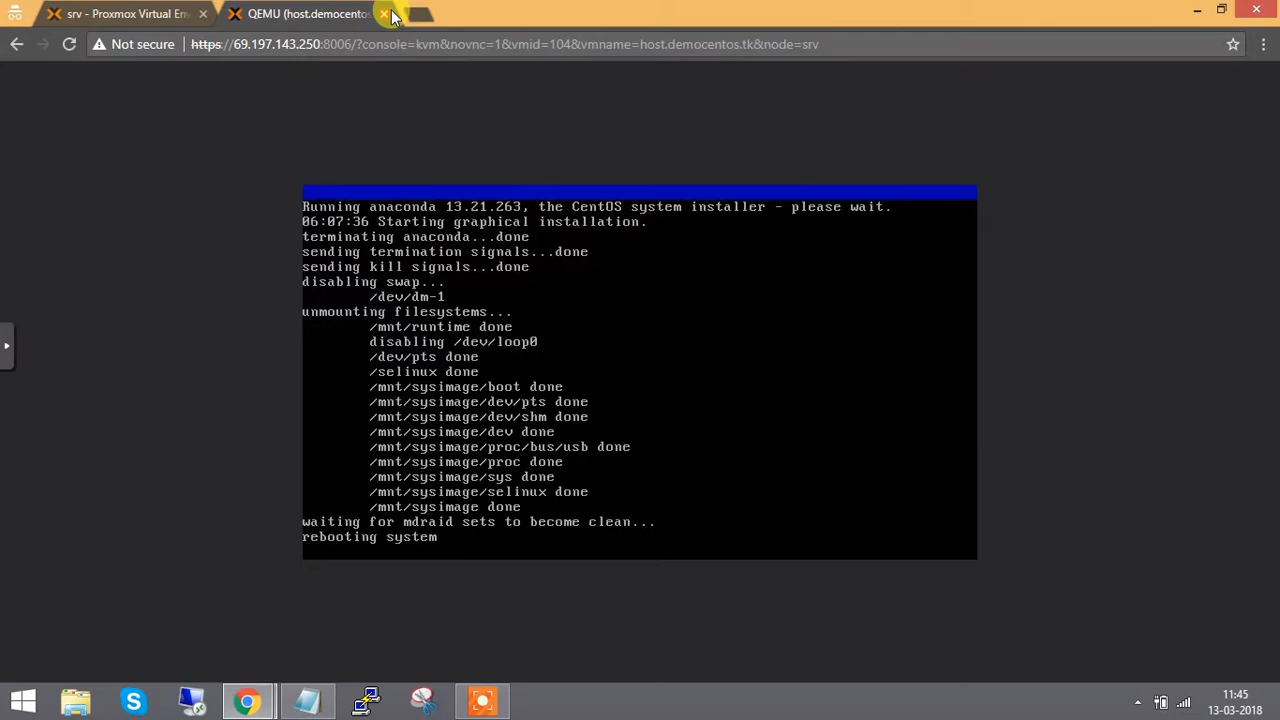 srv - Proxmox Virtual En
QEMU (host.democentos
Not secure
https://69.197.143.250:8006/?console=kvm&novnc=1&vmid=104&vmname=host.democentos.tk&node=srv
Running anaconda 13.21.263, the CentOS system installer - please wait.
06:07:36 Starting graphical installation.
terminating anaconda...done
sending termination signals...done
sending kill signals...done
disabling swap...
/dev/dm-1
unmounting filesystems...
/mnt/runtime done
disabling /dev/loop0
/dev/pts done
/selinux done
/mnt/sysimage/boot done
/mnt/sysimage/dev/pts done
/mnt/sysimage/dev/shm done
/mnt/sysimage/dev done
/mnt/sysimage/proc/bus/usb done
/mnt/sysimage/proc done
/mnt/sysimage/sys done
/mnt/sysimage/selinux done
/mnt/sysimage done
waiting for mdraid sets to become clean...
rebooting system
11:45
13-03-2018